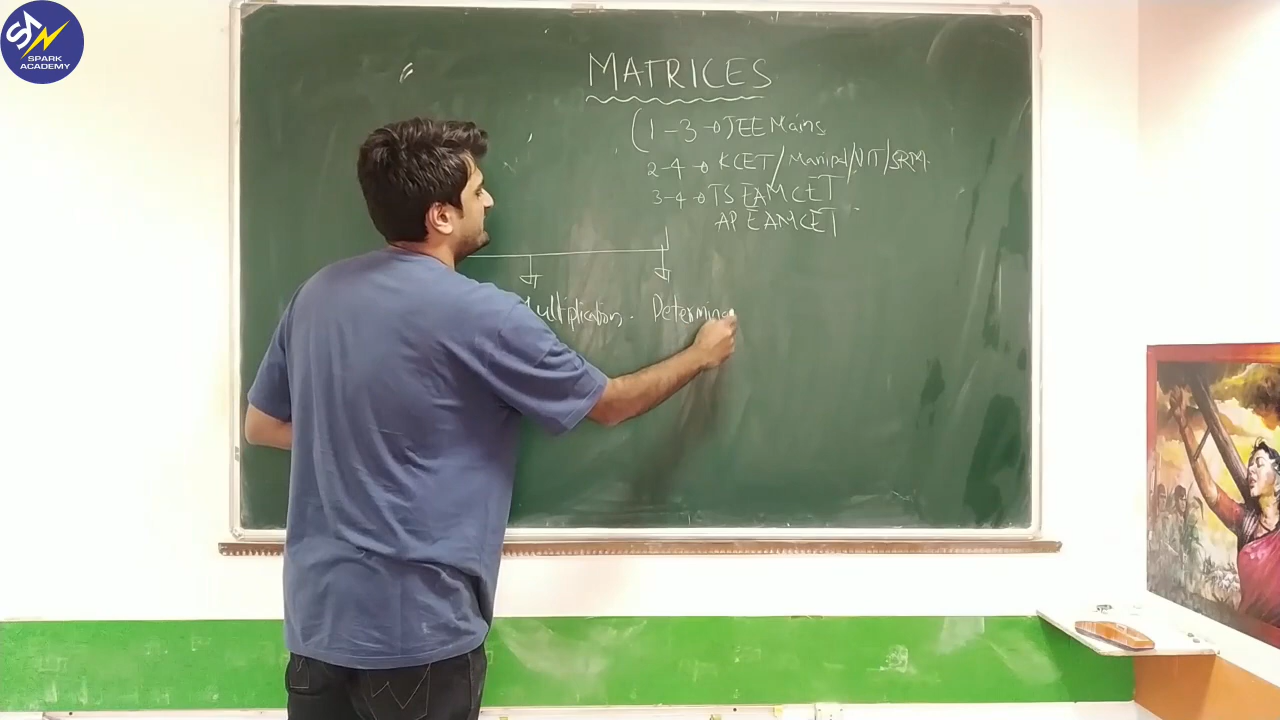 SPARK
ACADEMY
MATRICES
(1-3 → JEE Mains
2-4 → KCET/Manipal/VIT/SRM.
3-4 → TS EAMCET
AP EAMCET
Multiplication. Determina